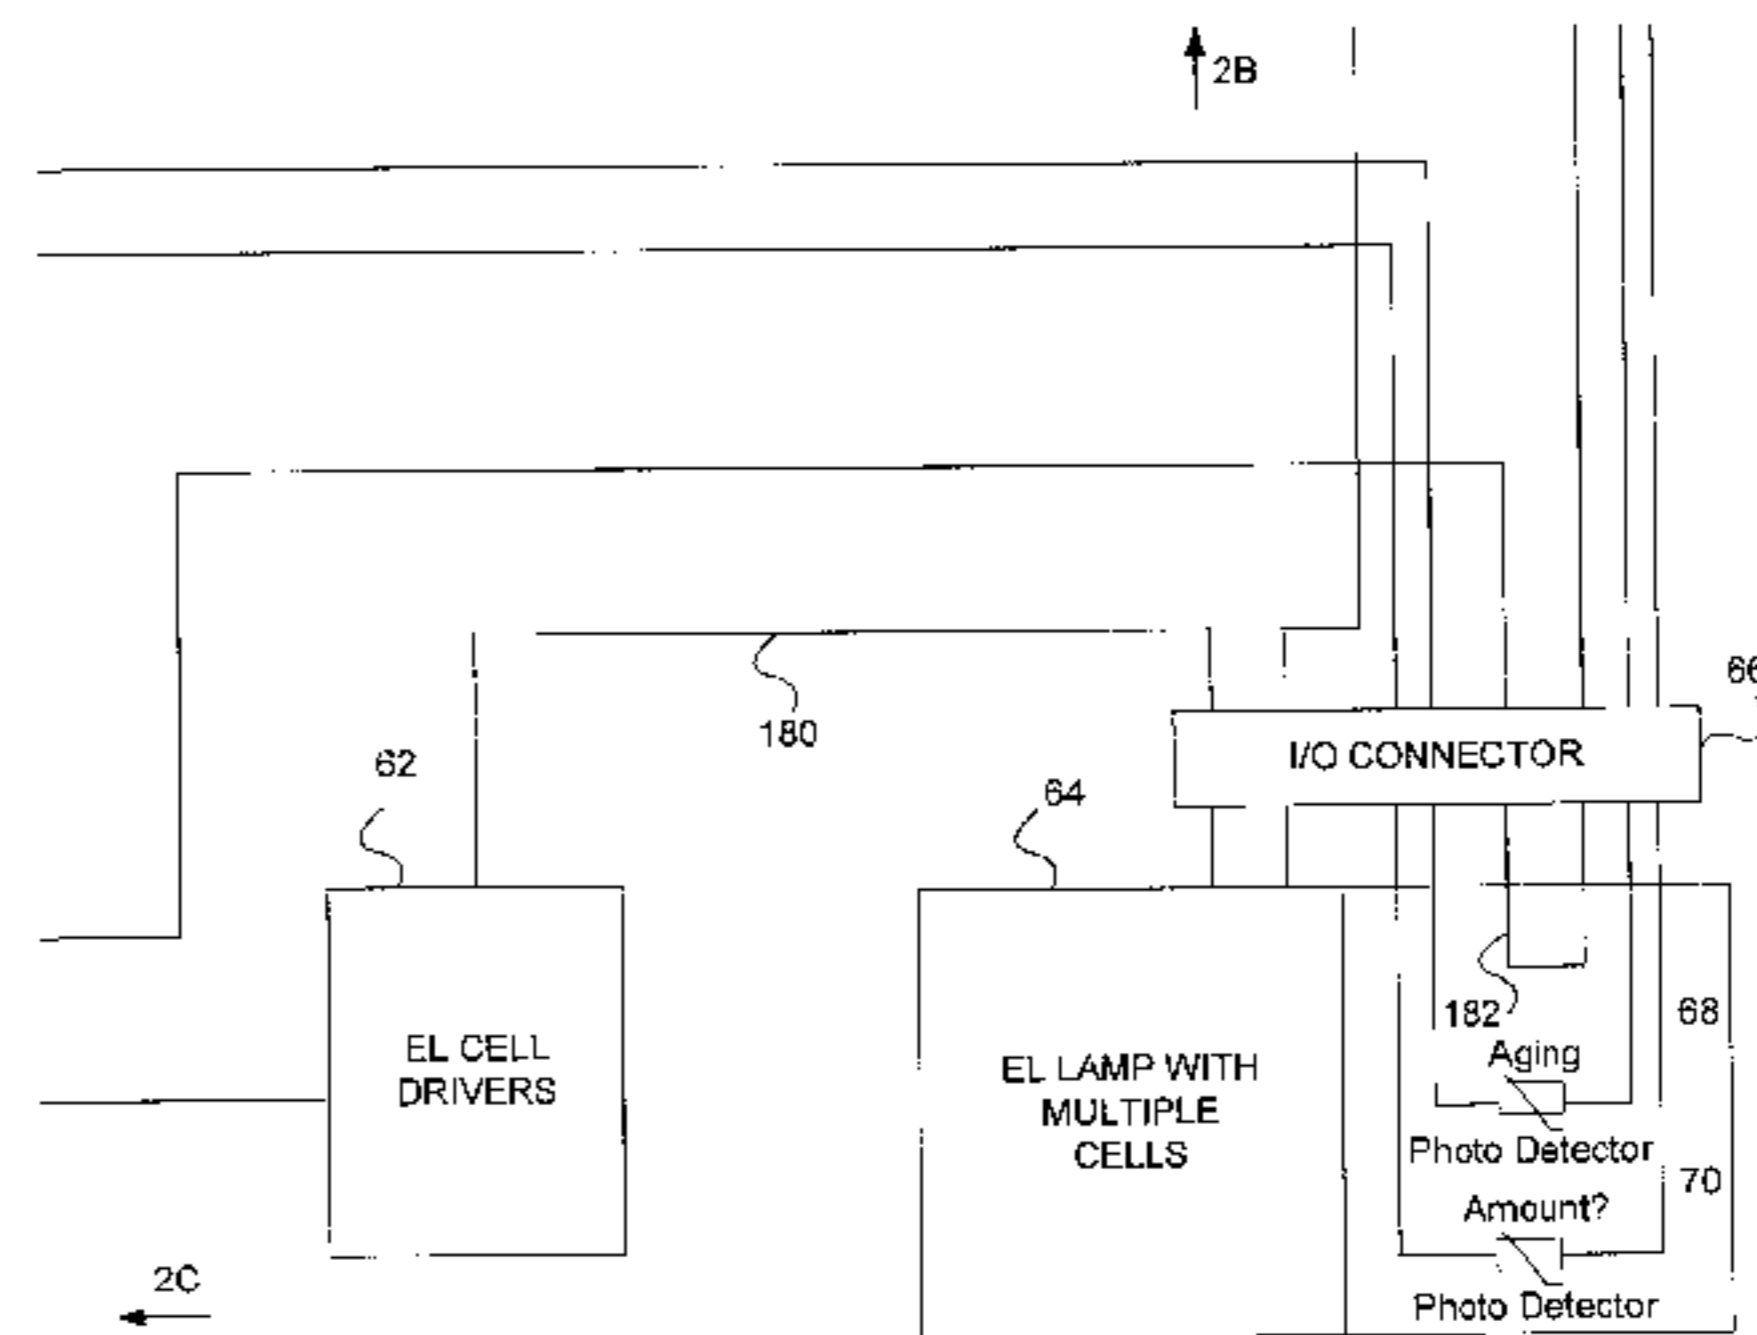 2B
66
180
I/O CONNECTOR
62
64
182
68
EL CELL
DRIVERS
EL LAMP WITH
MULTIPLE
CELLS
Aging
Photo Detector
70
Amount?
Photo Detector
2C